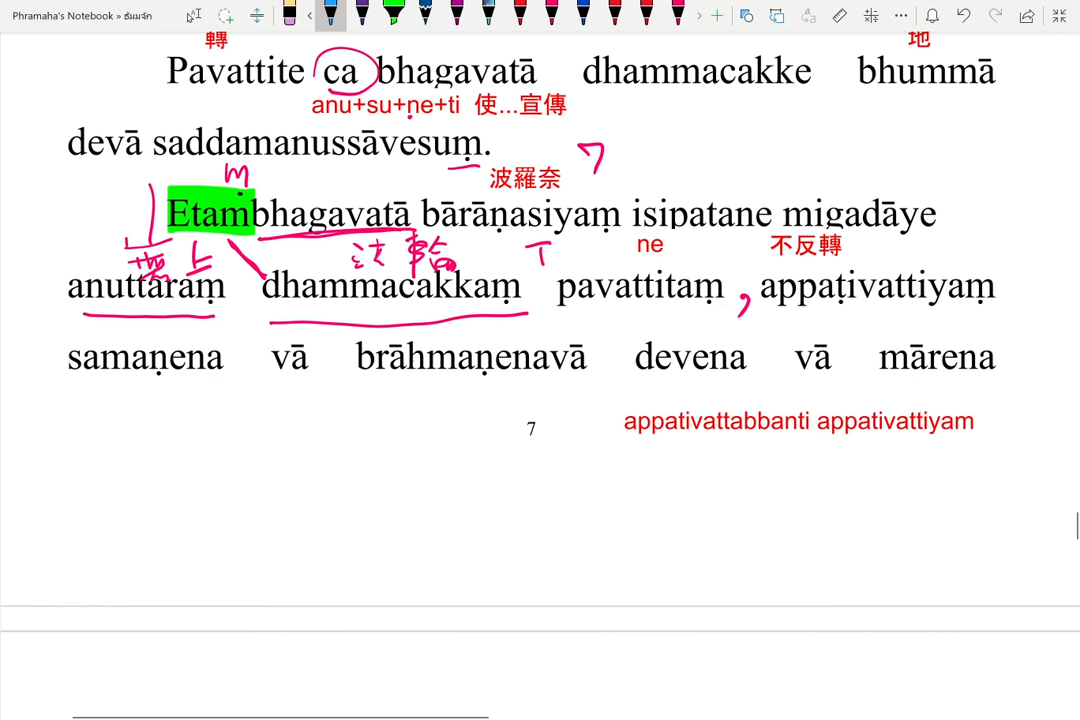 Phramaha's Notebook » ธัมมจัก
轉 地
Pavattite ca bhagavatā dhammacakke bhummā
anu+su+ṇe+ti 使...宣傳
devā saddamanussāvesuṃ.
ṃ 波羅奈 7
Etaṃbhagavatā bārāṇasiyaṃ isipatane migadāye
無上 法輪 T ne 不反轉
anuttaraṃ dhammacakkaṃ pavattitaṃ , appaṭivattiyaṃ
samaṇena vā brāhmaṇenavā devena vā mārena
7 appativattabbanti appativattiyam